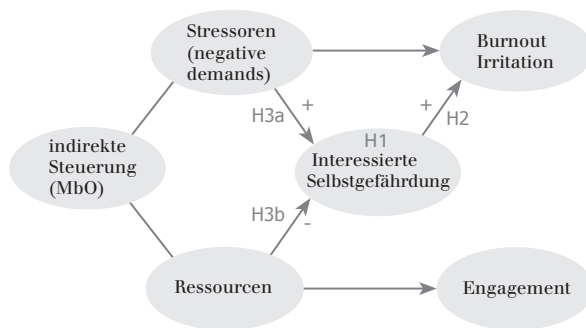 Stressoren
(negative
demands)
Burnout
Irritation
H3a
+
+
H2
H1
indirekte
Steuerung
(MbO)
Interessierte
Selbstgefährdung
H3b
-
Ressourcen
Engagement